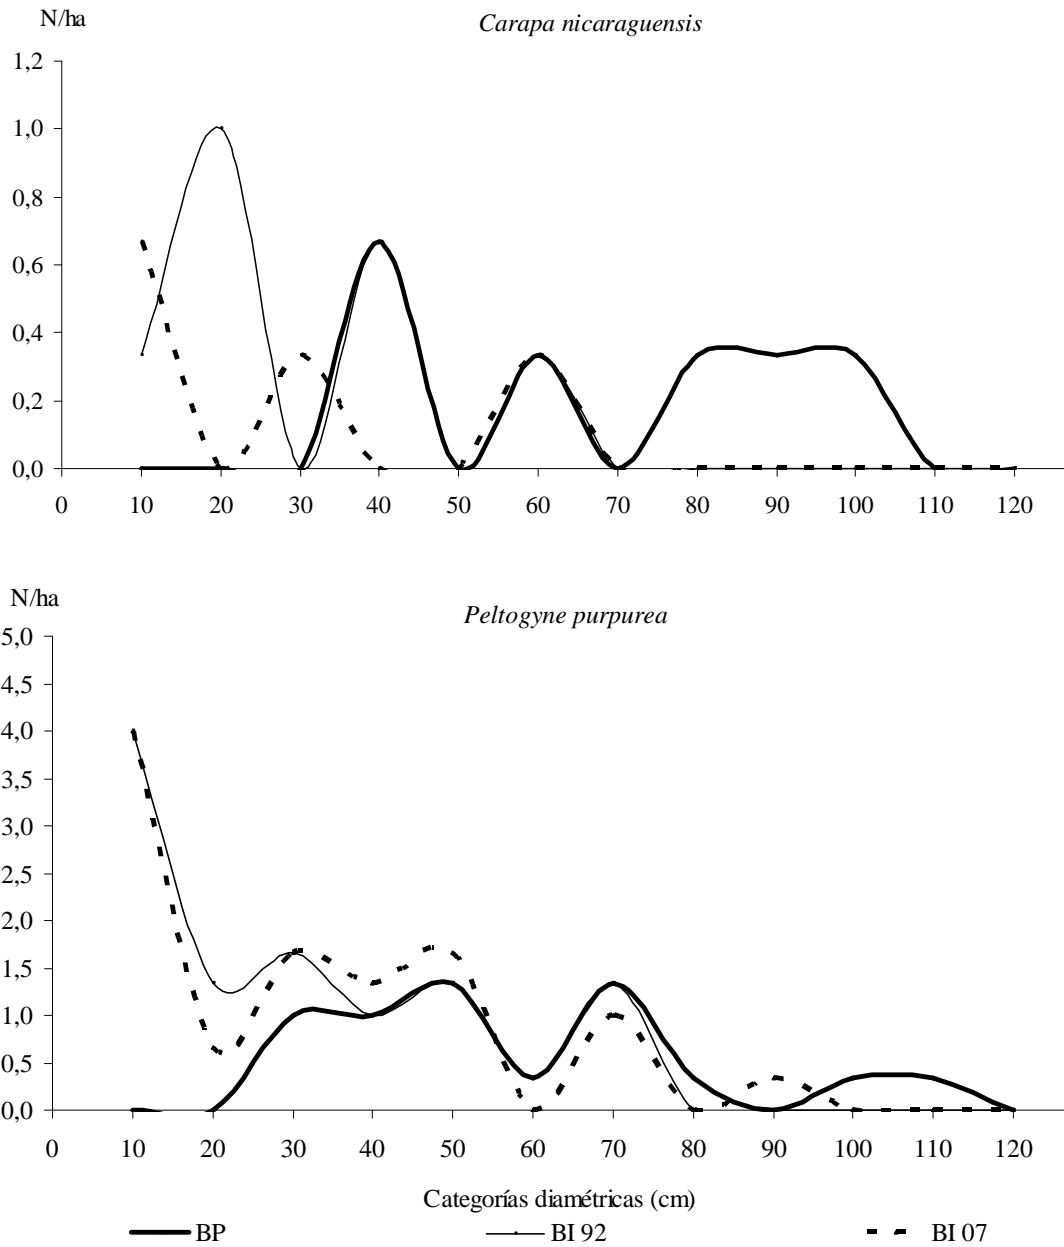 N/ha
Carapa nicaraguensis
1,2
1,0
0,8
0,6
0,4
0,2
0,0
0 10 20 30 40 50 60 70 80 90 100 110 120
N/ha
Peltogyne purpurea
5,0
4,5
4,0
3,5
3,0
2,5
2,0
1,5
1,0
0,5
0,0
0 10 20 30 40 50 60 70 80 90 100 110 120
Categorías diamétricas (cm)
BP BI 92 BI 07